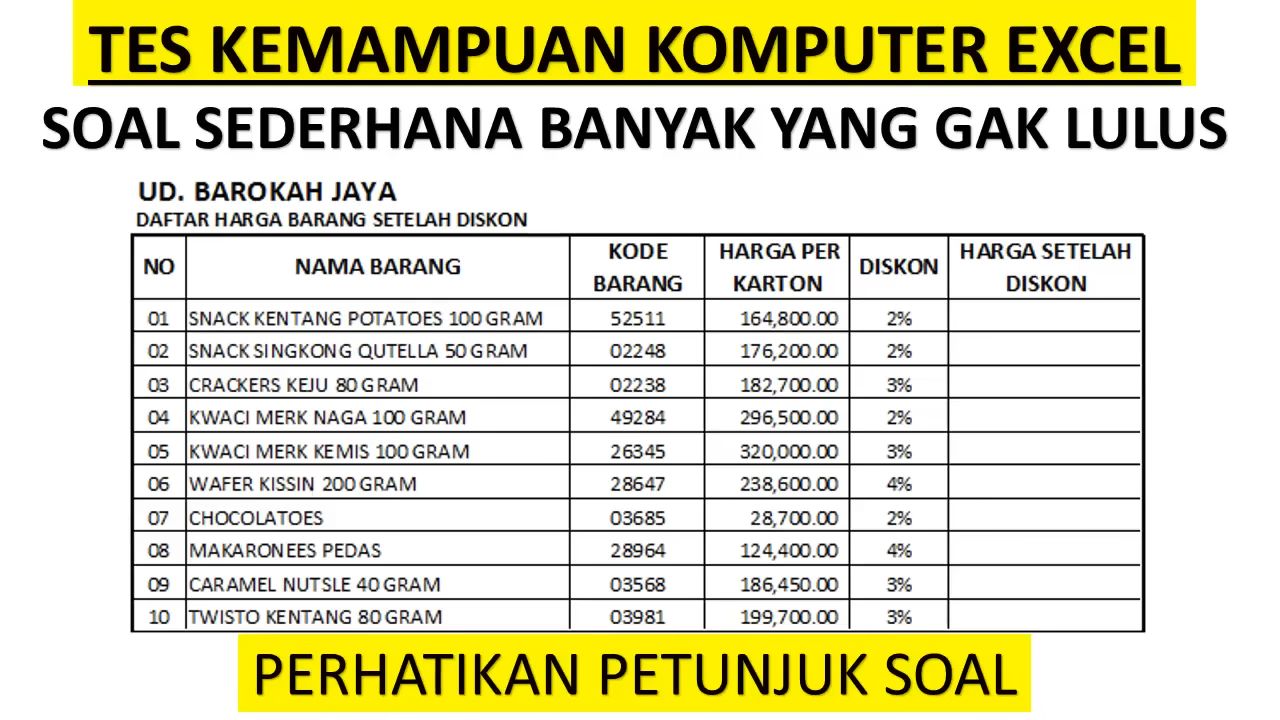 TES KEMAMPUAN KOMPUTER EXCEL
SOAL SEDERHANA BANYAK YANG GAK LULUS
UD. BAROKAH JAYA
DAFTAR HARGA BARANG SETELAH DISKON
NO NAMA BARANG KODE BARANG HARGA PER KARTON DISKON HARGA SETELAH DISKON
01 SNACK KENTANG POTATOES 100 GRAM 52511 164,800.00 2%
02 SNACK SINGKONG QUTELLA 50 GRAM 02248 176,200.00 2%
03 CRACKERS KEJU 80 GRAM 02238 182,700.00 3%
04 KWACI MERK NAGA 100 GRAM 49284 296,500.00 2%
05 KWACI MERK KEMIS 100 GRAM 26345 320,000.00 3%
06 WAFER KISSIN 200 GRAM 28647 238,600.00 4%
07 CHOCOLATOES 03685 28,700.00 2%
08 MAKARONEES PEDAS 28964 124,400.00 4%
09 CARAMEL NUTSLE 40 GRAM 03568 186,450.00 3%
10 TWISTO KENTANG 80 GRAM 03981 199,700.00 3%
PERHATIKAN PETUNJUK SOAL